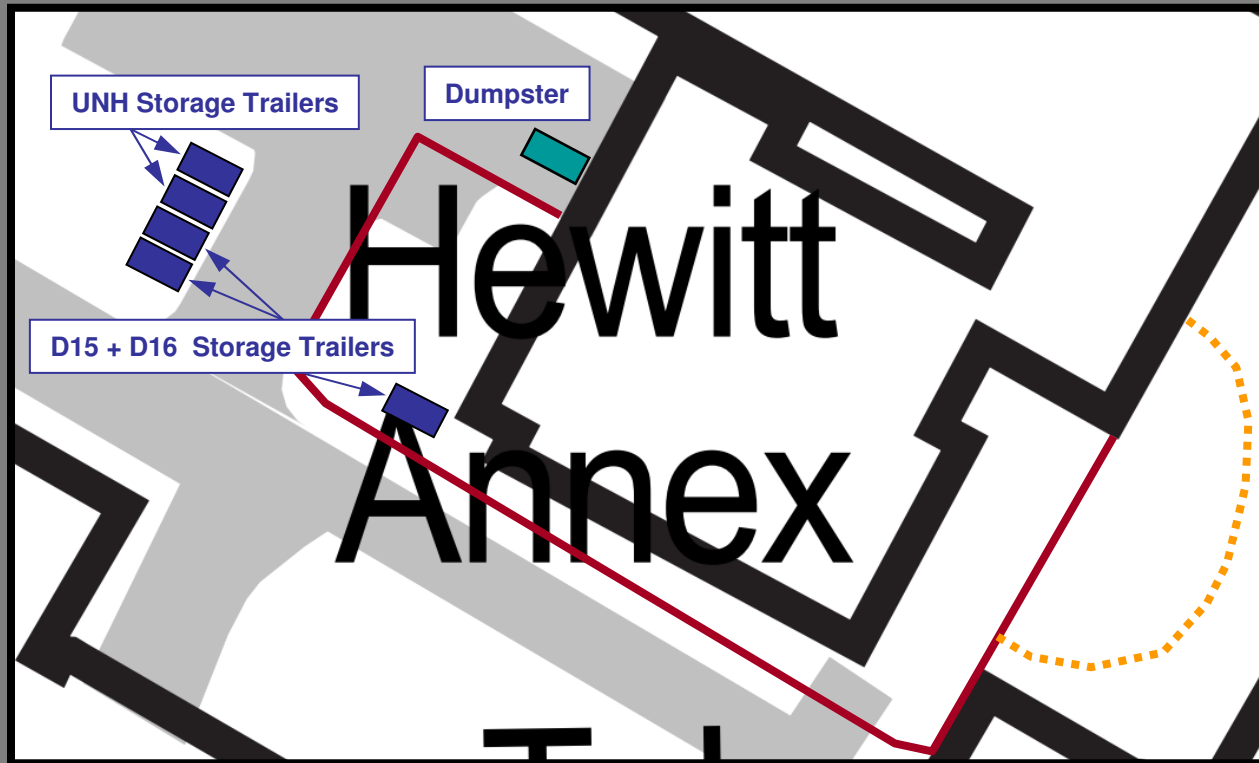 UNH Storage Trailers
Dumpster
Hewitt
D15 + D16  Storage Trailers
Annex